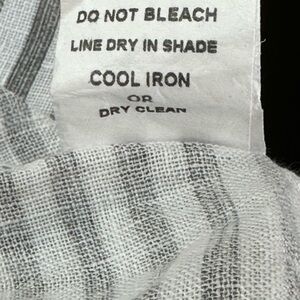 DO NOT BLEACH
LINE DRY IN SHADE
COOL IRON
OR
DRY CLEAN